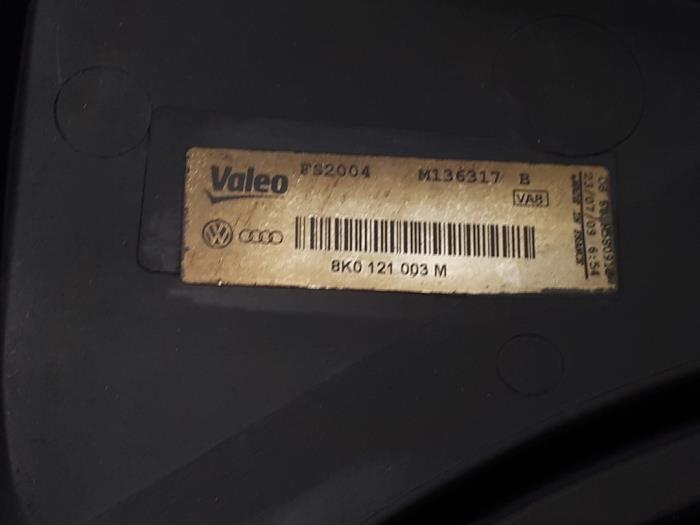 Valeo FS2004 M136317 B
VA8
8K0 121 003 M
23/07/09 6:54
MADE IN FRANCE